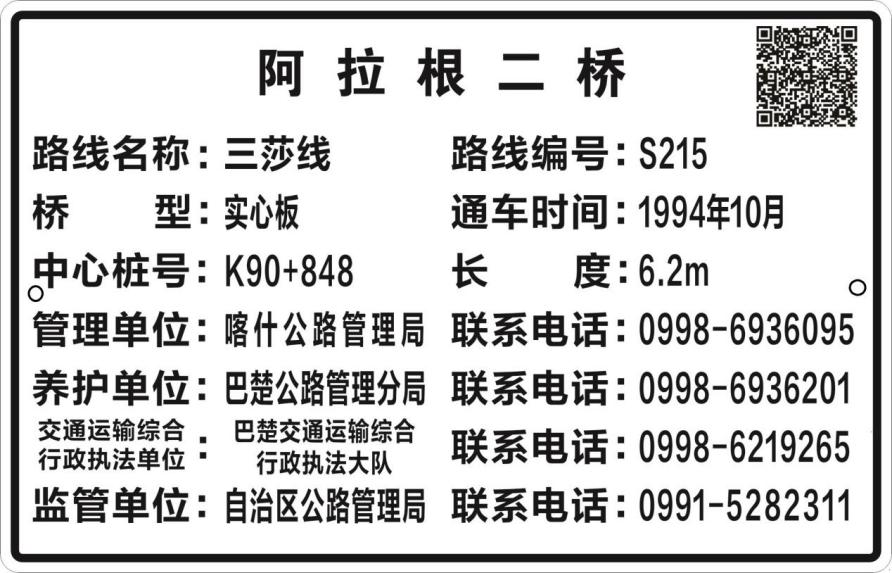 阿拉根二桥
路线名称：三莎线 路线编号：S215
桥型：实心板 通车时间：1994年10月
中心桩号：K90+848 长度：6.2m
管理单位：喀什公路管理局 联系电话：0998-6936095
养护单位：巴楚公路管理分局 联系电话：0998-6936201
交通运输综合行政执法单位：巴楚交通运输综合行政执法大队 联系电话：0998-6219265
监管单位：自治区公路管理局 联系电话：0991-5282311